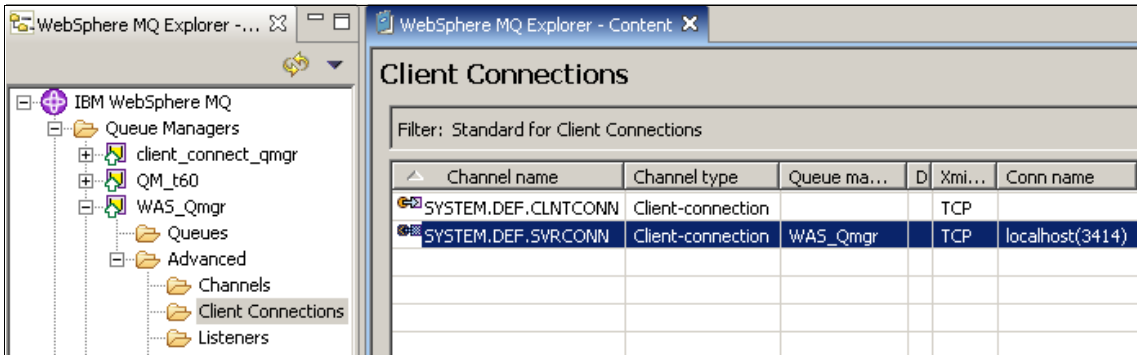 WebSphere MQ Explorer -...
IBM WebSphere MQ
Queue Managers
client_connect_qmgr
QM_t60
WAS_Qmgr
Queues
Advanced
Channels
Client Connections
Listeners
WebSphere MQ Explorer - Content
Client Connections
Filter: Standard for Client Connections
Channel name Channel type Queue ma... D Xmi... Conn name
SYSTEM.DEF.CLNTCONN Client-connection TCP
SYSTEM.DEF.SVRCONN Client-connection WAS_Qmgr TCP localhost(3414)